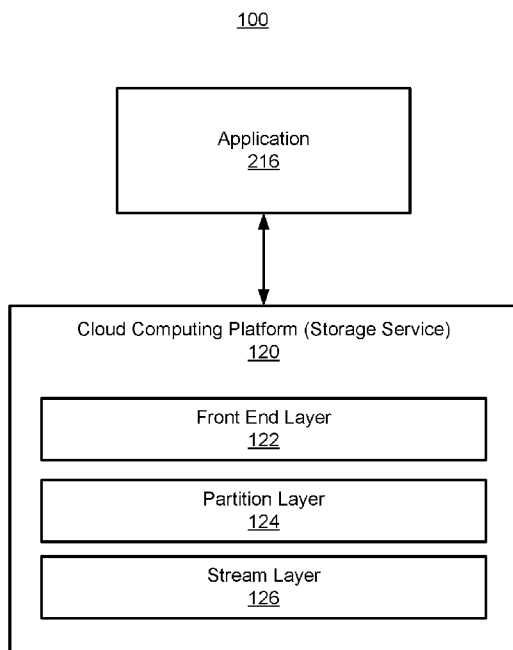 100
Application
216
Cloud Computing Platform (Storage Service)
120
Front End Layer
122
Partition Layer
124
Stream Layer
126